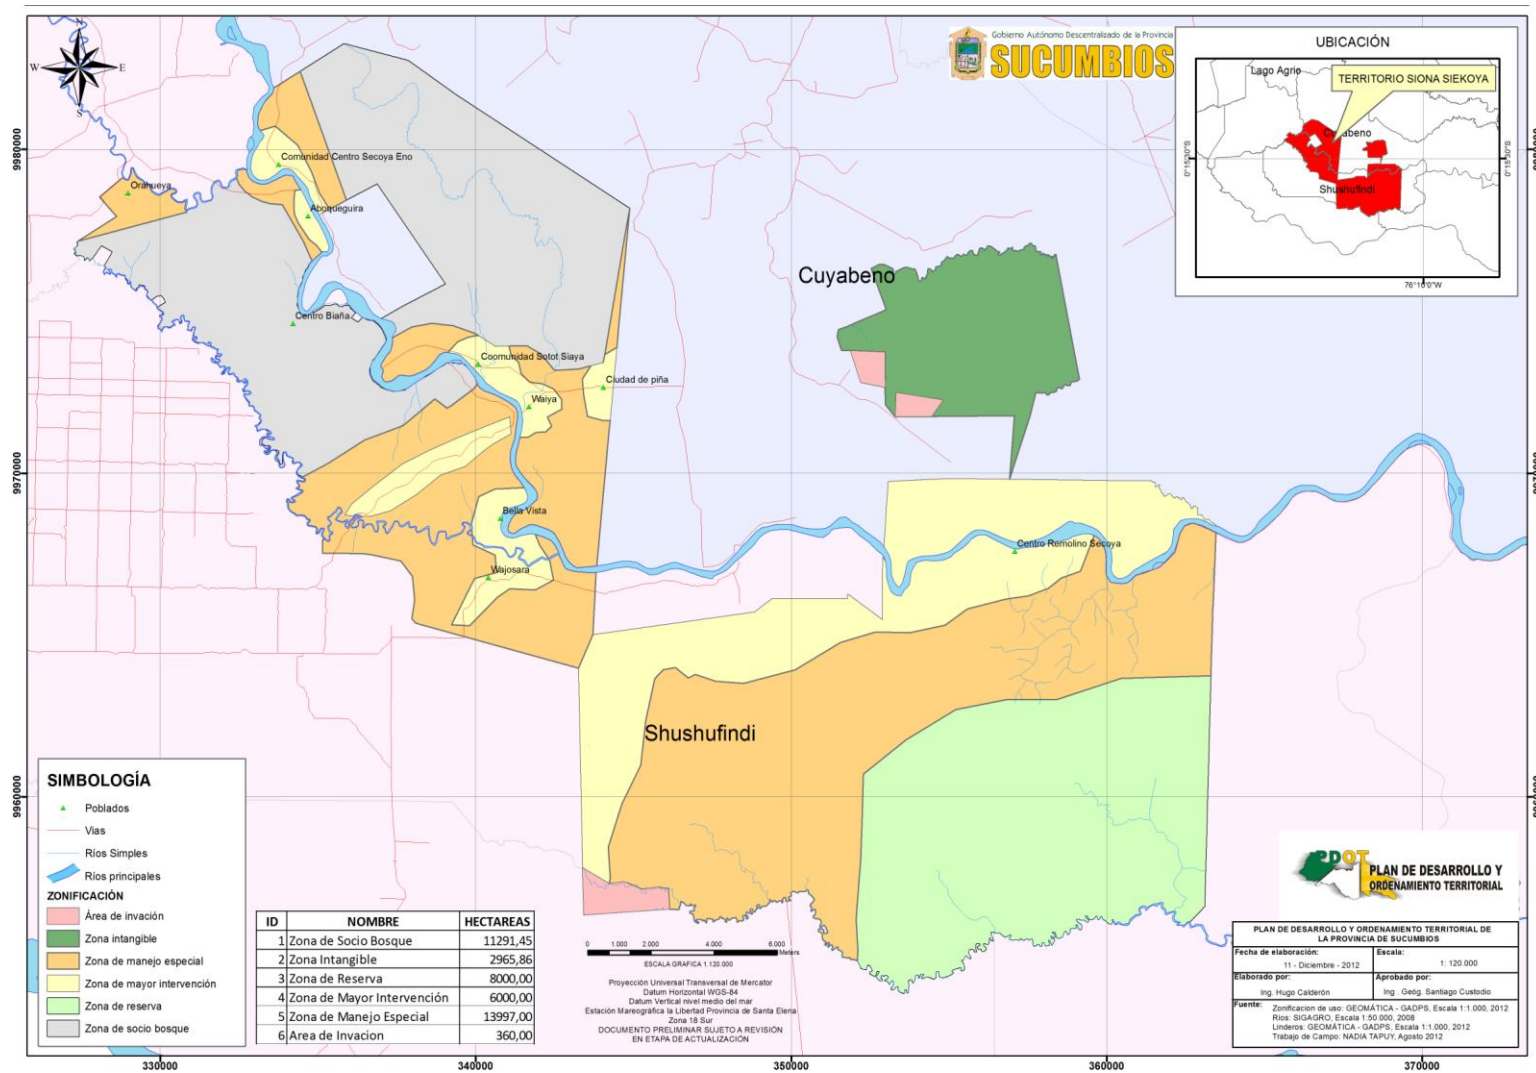 N
W
E
S
Gobierno Autónomo Descentralizado de la Provincia
SUCUMBIOS
UBICACIÓN
Lago Agrio
TERRITORIO SIONA SIEKOYA
Shushufindi
0°15'30"S
0°15'30"S
76°10'0"W
9980000
9970000
9960000
Comunidad Centro Secoya Eno
Orahueya
Aboqueguira
Centro Biaña
Coomunidad Sotot Siaya
Ciudad de piña
Waiya
Bella Vista
Wajosara
Cuyabeno
Centro Remolino Secoya
Shushufindi
SIMBOLOGÍA
Poblados
Vias
Ríos Simples
Ríos principales
ZONIFICACIÓN
Área de invación
Zona intangible
Zona de manejo especial
Zona de mayor intervención
Zona de reserva
Zona de socio bosque
ID NOMBRE HECTAREAS
1 Zona de Socio Bosque 11291,45
2 Zona Intangible 2965,86
3 Zona de Reserva 8000,00
4 Zona de Mayor Intervención 6000,00
5 Zona de Manejo Especial 13997,00
6 Area de Invacion 360,00
0 1.000 2.000 4.000 6.000
Meters
ESCALA GRAFICA 1:120.000
Proyección Universal Transversal de Mercator
Datum Horizontal WGS-84
Datum Vertical nivel medio del mar
Estación Mareográfica la Libertad Provincia de Santa Elena
Zona 18 Sur
DOCUMENTO PRELIMINAR SUJETO A REVISIÓN
EN ETAPA DE ACTUALIZACIÓN
PDOT
PLAN DE DESARROLLO Y
ORDENAMIENTO TERRITORIAL
PLAN DE DESARROLLO Y ORDENAMIENTO TERRITORIAL DE
LA PROVINCIA DE SUCUMBIOS
Fecha de elaboración: Escala:
11 - Diciembre - 2012 1: 120.000
Elaborado por: Aprobado por:
Ing. Hugo Calderón Ing . Geóg. Santiago Custodio
Fuente: Zonificacion de uso: GEOMÁTICA - GADPS, Escala 1:1.000, 2012
Rios: SIGAGRO, Escala 1:50.000, 2008
Linderos: GEOMÁTICA - GADPS, Escala 1:1.000, 2012
Trabajo de Campo: NADIA TAPUY, Agosto 2012
330000
340000
350000
360000
370000